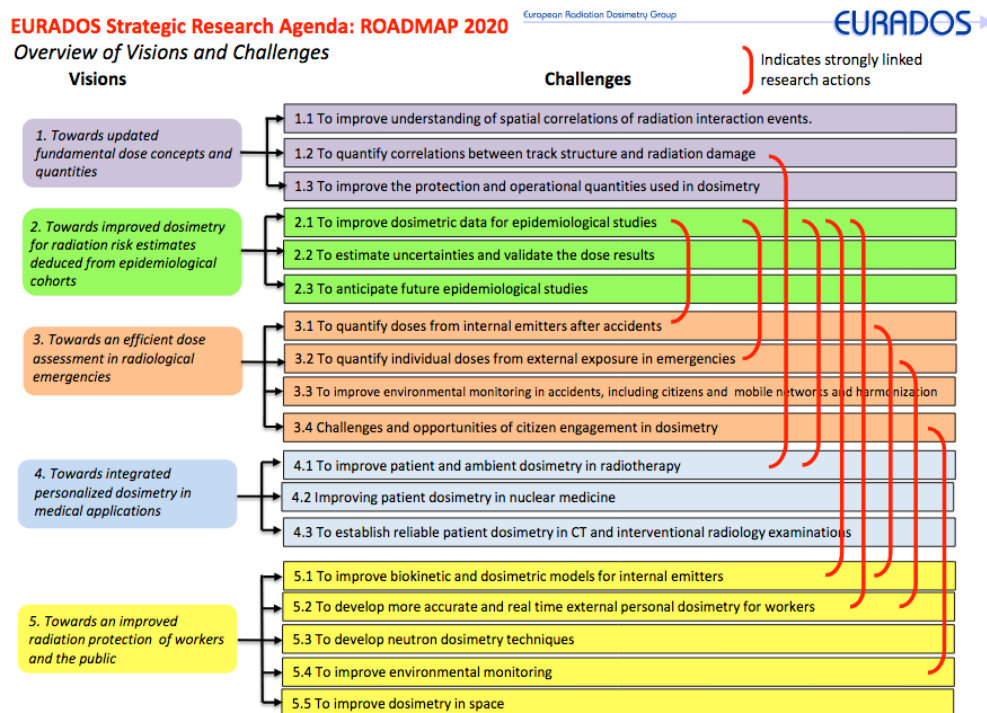 EURADOS Strategic Research Agenda: ROADMAP 2020
European Radiation Dosimetry Group
EURADOS
Overview of Visions and Challenges
Indicates strongly linked
research actions
Visions
Challenges
1. Towards updated
fundamental dose concepts and
quantities
1.1 To improve understanding of spatial correlations of radiation interaction events.
1.2 To quantify correlations between track structure and radiation damage
1.3 To improve the protection and operational quantities used in dosimetry
2. Towards improved dosimetry
for radiation risk estimates
deduced from epidemiological
cohorts
2.1 To improve dosimetric data for epidemiological studies
2.2 To estimate uncertainties and validate the dose results
2.3 To anticipate future epidemiological studies
3. Towards an efficient dose
assessment in radiological
emergencies
3.1 To quantify doses from internal emitters after accidents
3.2 To quantify individual doses from external exposure in emergencies
3.3 To improve environmental monitoring in accidents, including citizens and mobile networks and harmonization
3.4 Challenges and opportunities of citizen engagement in dosimetry
4. Towards integrated
personalized dosimetry in
medical applications
4.1 To improve patient and ambient dosimetry in radiotherapy
4.2 Improving patient dosimetry in nuclear medicine
4.3 To establish reliable patient dosimetry in CT and interventional radiology examinations
5. Towards an improved
radiation protection of workers
and the public
5.1 To improve biokinetic and dosimetric models for internal emitters
5.2 To develop more accurate and real time external personal dosimetry for workers
5.3 To develop neutron dosimetry techniques
5.4 To improve environmental monitoring
5.5 To improve dosimetry in space